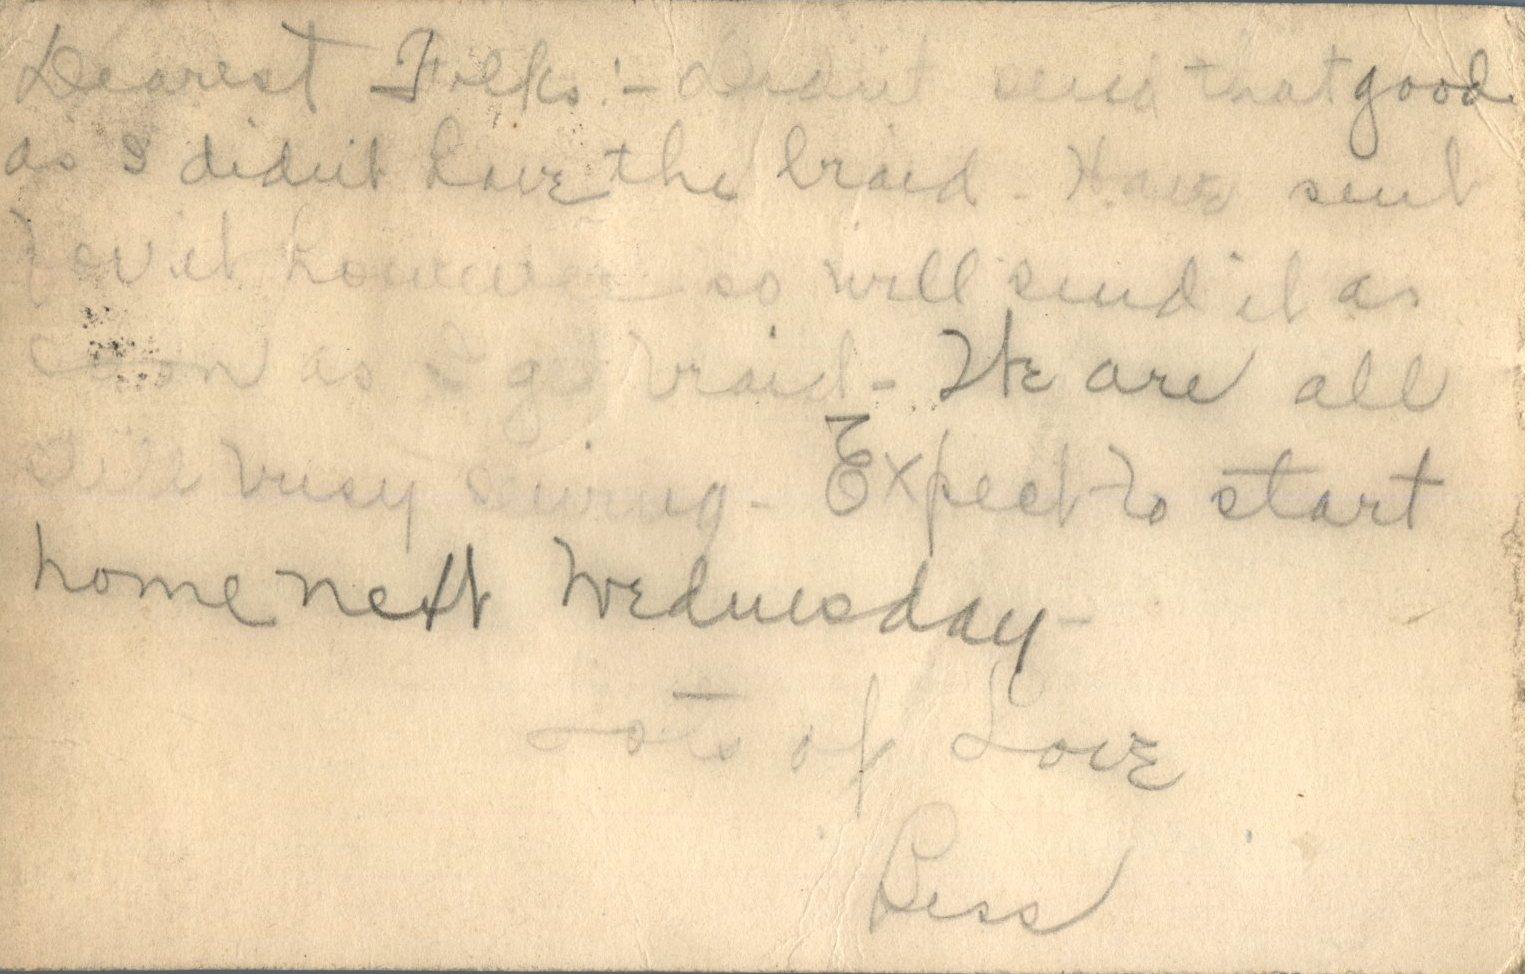 Dearest Folks:- Didn't send that good
as I didn't have the braid - Have sent
for it however so will send it as
soon as I get braid - We are all
still busy sewing - Expect to start
home next Wednesday -
Lots of Love
Bess